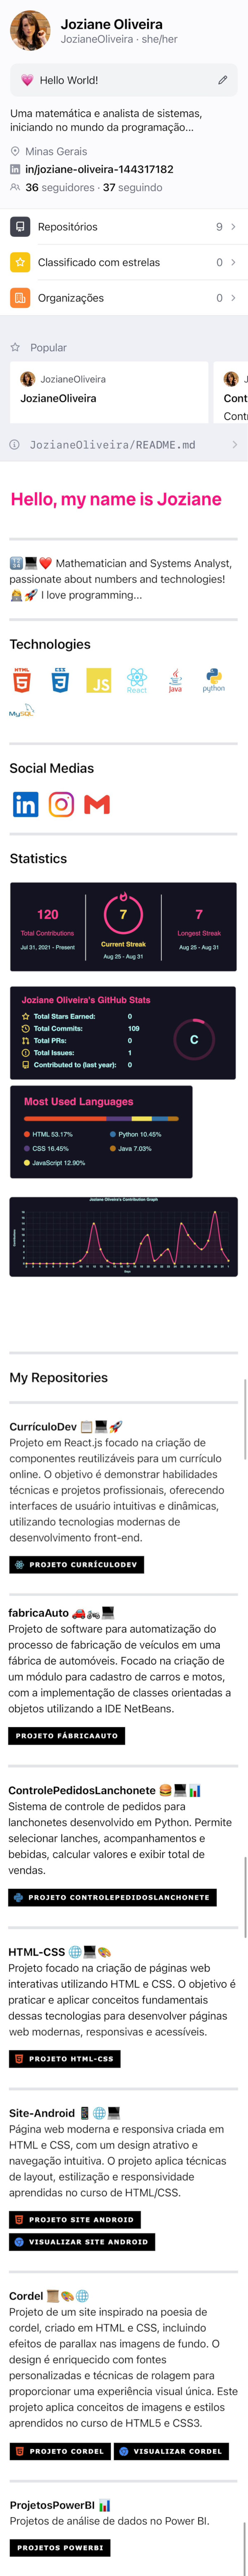 Joziane Oliveira
JozianeOliveira · she/her
💗 Hello World!
Uma matemática e analista de sistemas,
iniciando no mundo da programação...
Minas Gerais
in/joziane-oliveira-144317182
36 seguidores · 37 seguindo
Repositórios 9
Classificado com estrelas 0
Organizações 0
Popular
JozianeOliveira
JozianeOliveira
J
Cont
Conti
JozianeOliveira/README.md
Hello, my name is Joziane
🔢💻❤️ Mathematician and Systems Analyst,
passionate about numbers and technologies!
👩‍💻🚀 I love programming...
Technologies
HTML
CSS
JS
React
Java
python
MySQL
Social Medias
Statistics
120
Total Contributions
Jul 31, 2021 - Present
7
Current Streak
Aug 25 - Aug 31
7
Longest Streak
Aug 25 - Aug 31
Joziane Oliveira's GitHub Stats
Total Stars Earned: 0
Total Commits: 109
Total PRs: 0
Total Issues: 1
Contributed to (last year): 0
C
Most Used Languages
HTML 53.17%
CSS 16.45%
JavaScript 12.90%
Python 10.45%
Java 7.03%
Joziane Oliveira's Contribution Graph
My Repositories
CurrículoDev 📋💻🚀
Projeto em React.js focado na criação de
componentes reutilizáveis para um currículo
online. O objetivo é demonstrar habilidades
técnicas e projetos profissionais, oferecendo
interfaces de usuário intuitivas e dinâmicas,
utilizando tecnologias modernas de
desenvolvimento front-end.
PROJETO CURRÍCULODEV
fabricaAuto 🚗🏍️💻
Projeto de software para automatização do
processo de fabricação de veículos em uma
fábrica de automóveis. Focado na criação de
um módulo para cadastro de carros e motos,
com a implementação de classes orientadas a
objetos utilizando a IDE NetBeans.
PROJETO FÁBRICAAUTO
ControlePedidosLanchonete 🍔💻📊
Sistema de controle de pedidos para
lanchonetes desenvolvido em Python. Permite
selecionar lanches, acompanhamentos e
bebidas, calcular valores e exibir total de
vendas.
PROJETO CONTROLEPEDIDOSLANCHONETE
HTML-CSS 🌐💻🎨
Projeto focado na criação de páginas web
interativas utilizando HTML e CSS. O objetivo é
praticar e aplicar conceitos fundamentais
dessas tecnologias para desenvolver páginas
web modernas, responsivas e acessíveis.
PROJETO HTML-CSS
Site-Android 📱🌐💻
Página web moderna e responsiva criada em
HTML e CSS, com um design atrativo e
navegação intuitiva. O projeto aplica técnicas
de layout, estilização e responsividade
aprendidas no curso de HTML/CSS.
PROJETO SITE ANDROID
VISUALIZAR SITE ANDROID
Cordel 📜🎨🌐
Projeto de um site inspirado na poesia de
cordel, criado em HTML e CSS, incluindo
efeitos de parallax nas imagens de fundo. O
design é enriquecido com fontes
personalizadas e técnicas de rolagem para
proporcionar uma experiência visual única. Este
projeto aplica conceitos de imagens e estilos
aprendidos no curso de HTML5 e CSS3.
PROJETO CORDEL VISUALIZAR CORDEL
ProjetosPowerBI 📊
Projetos de análise de dados no Power BI.
PROJETOS POWERBI